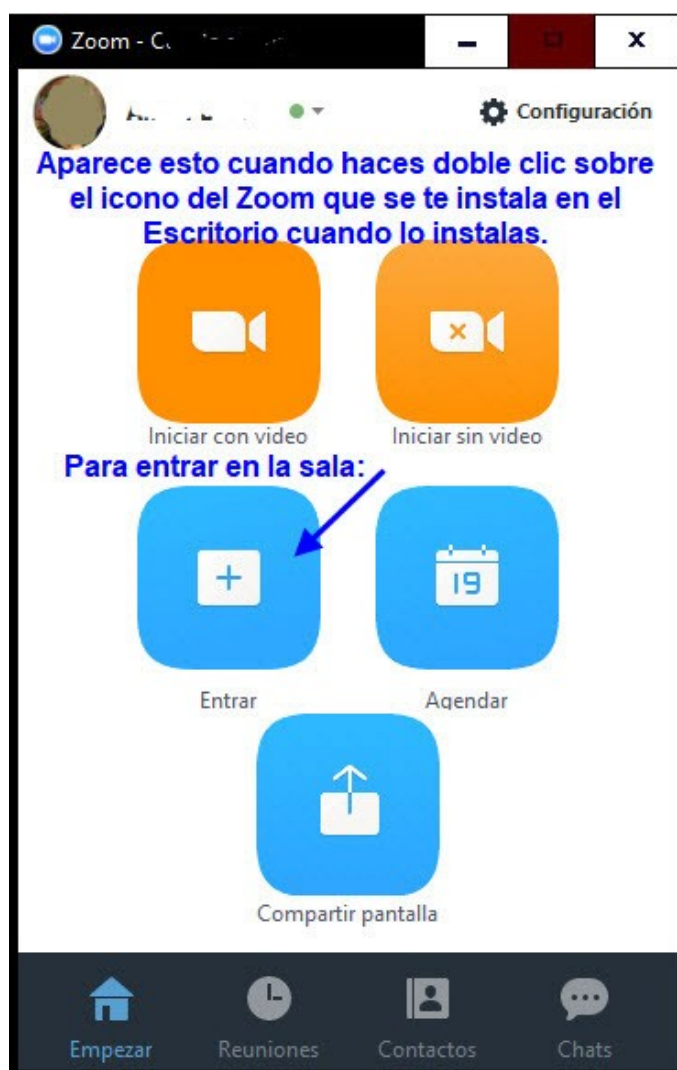 Zoom -
Configuración
Aparece esto cuando haces doble clic sobre
el icono del Zoom que se te instala en el
Escritorio cuando lo instalas.
Iniciar con video
Iniciar sin video
Para entrar en la sala:
19
Entrar
Agendar
Compartir pantalla
Empezar
Reuniones
Contactos
Chats